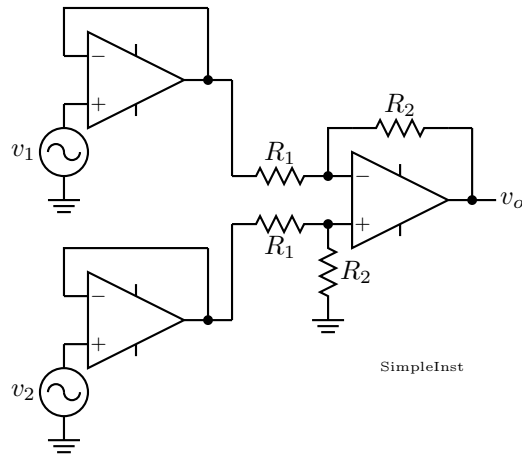 −
+
v₁
R₂
R₁
−
+
vₒ
R₁
R₂
−
+
v₂
SimpleInst